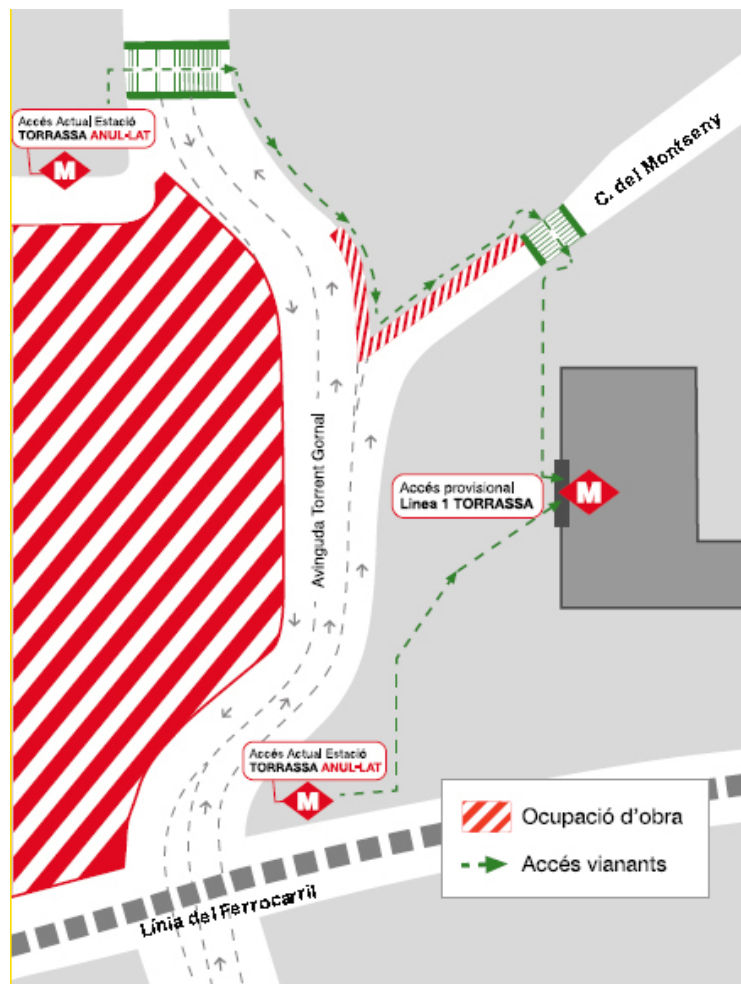 Accés Actual Estació
TORRASSA ANUL·LAT
M
C. del Montseny
Avinguda Torrent Gornal
Accés provisional
Línea 1 TORRASSA
M
Accés Actual Estació
TORRASSA ANUL·LAT
M
Ocupació d'obra
Accés vianants
Línia del Ferrocarril